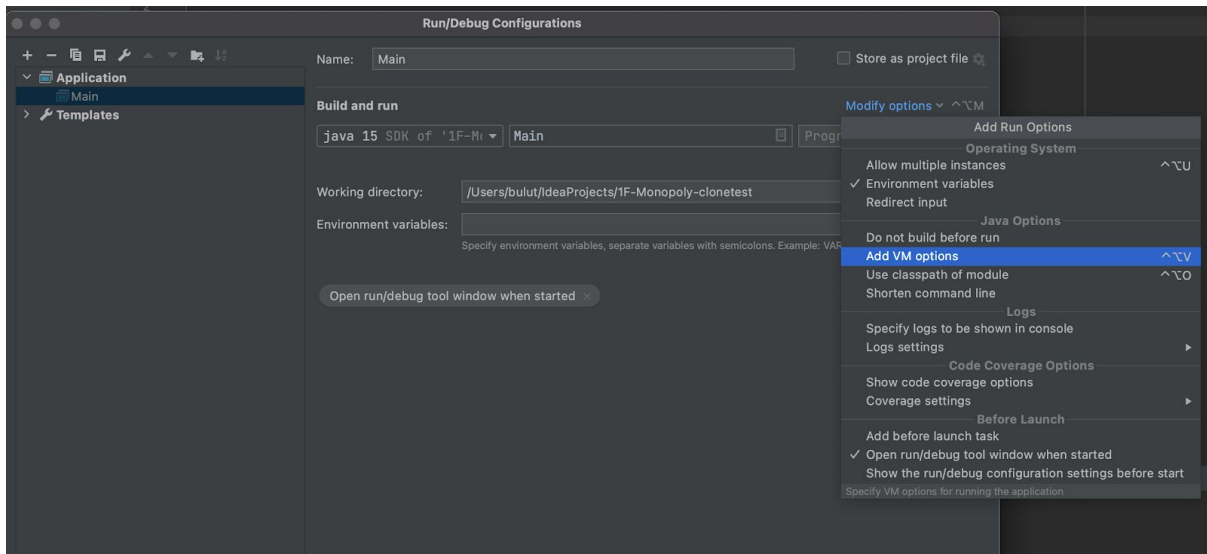 2
Run/Debug Configurations
Name: Main
Store as project file
Application
Main
Templates
Build and run
Modify options ⌃⌥M
java 15 SDK of '1F-Mo
Main
Progr
Working directory: /Users/bulut/IdeaProjects/1F-Monopoly-clonetest
Environment variables:
Specify environment variables, separate variables with semicolons. Example: VAR
Open run/debug tool window when started ×
Add Run Options
Operating System
Allow multiple instances ⌃⌥U
✓ Environment variables
Redirect input
Java Options
Do not build before run
Add VM options ⌃⌥V
Use classpath of module ⌃⌥O
Shorten command line
Logs
Specify logs to be shown in console
Logs settings
Code Coverage Options
Show code coverage options
Coverage settings
Before Launch
Add before launch task
✓ Open run/debug tool window when started
Show the run/debug configuration settings before start
Specify VM options for running the application